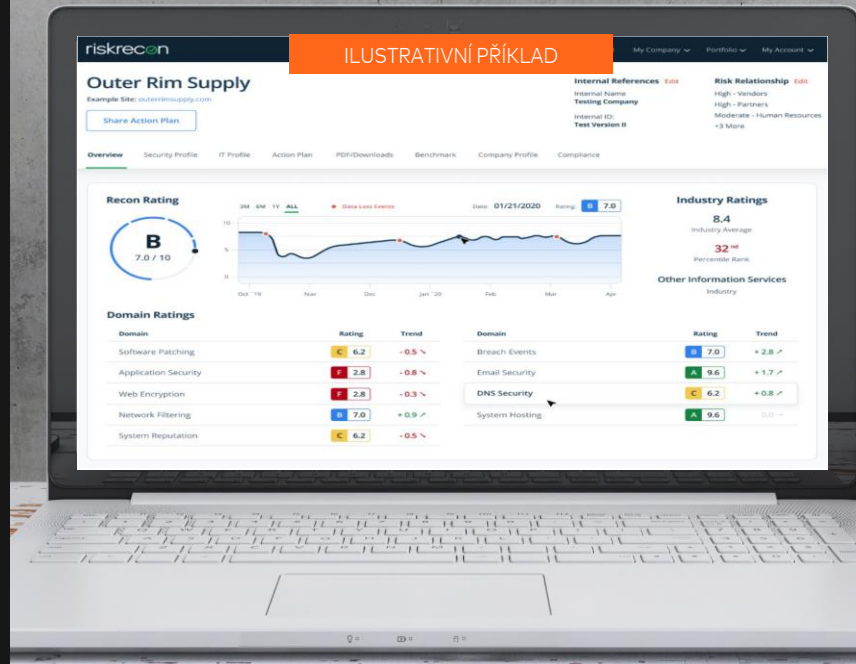 riskrecon
ILUSTRATIVNÍ PŘÍKLAD
My Company
Portfolio
My Account
Outer Rim Supply
Example Site: outerrimsupply.com
Share Action Plan
Internal References Edit
Internal Name
Testing Company
Internal ID:
Test Version II
Risk Relationship Edit
High - Vendors
High - Partners
Moderate - Human Resources
+3 More
Overview Security Profile IT Profile Action Plan PDF/Downloads Benchmark Company Profile Compliance
Recon Rating
B
7.0 / 10
3M 6M 1Y ALL
Data Loss Events
Date: 01/21/2020
Rating: B 7.0
10
5
0
Oct '19 Nov Dec Jan '20 Feb Mar Apr
Industry Ratings
8.4
Industry Average
32nd
Percentile Rank
Other Information Services
Industry
Domain Ratings
Domain Rating Trend
Software Patching C 6.2 -0.5
Application Security F 2.8 -0.8
Web Encryption F 2.8 -0.3
Network Filtering B 7.0 +0.9
System Reputation C 6.2 -0.5
Domain Rating Trend
Breach Events B 7.0 +2.8
Email Security A 9.6 +1.7
DNS Security C 6.2 +0.8
System Hosting A 9.6 0.0